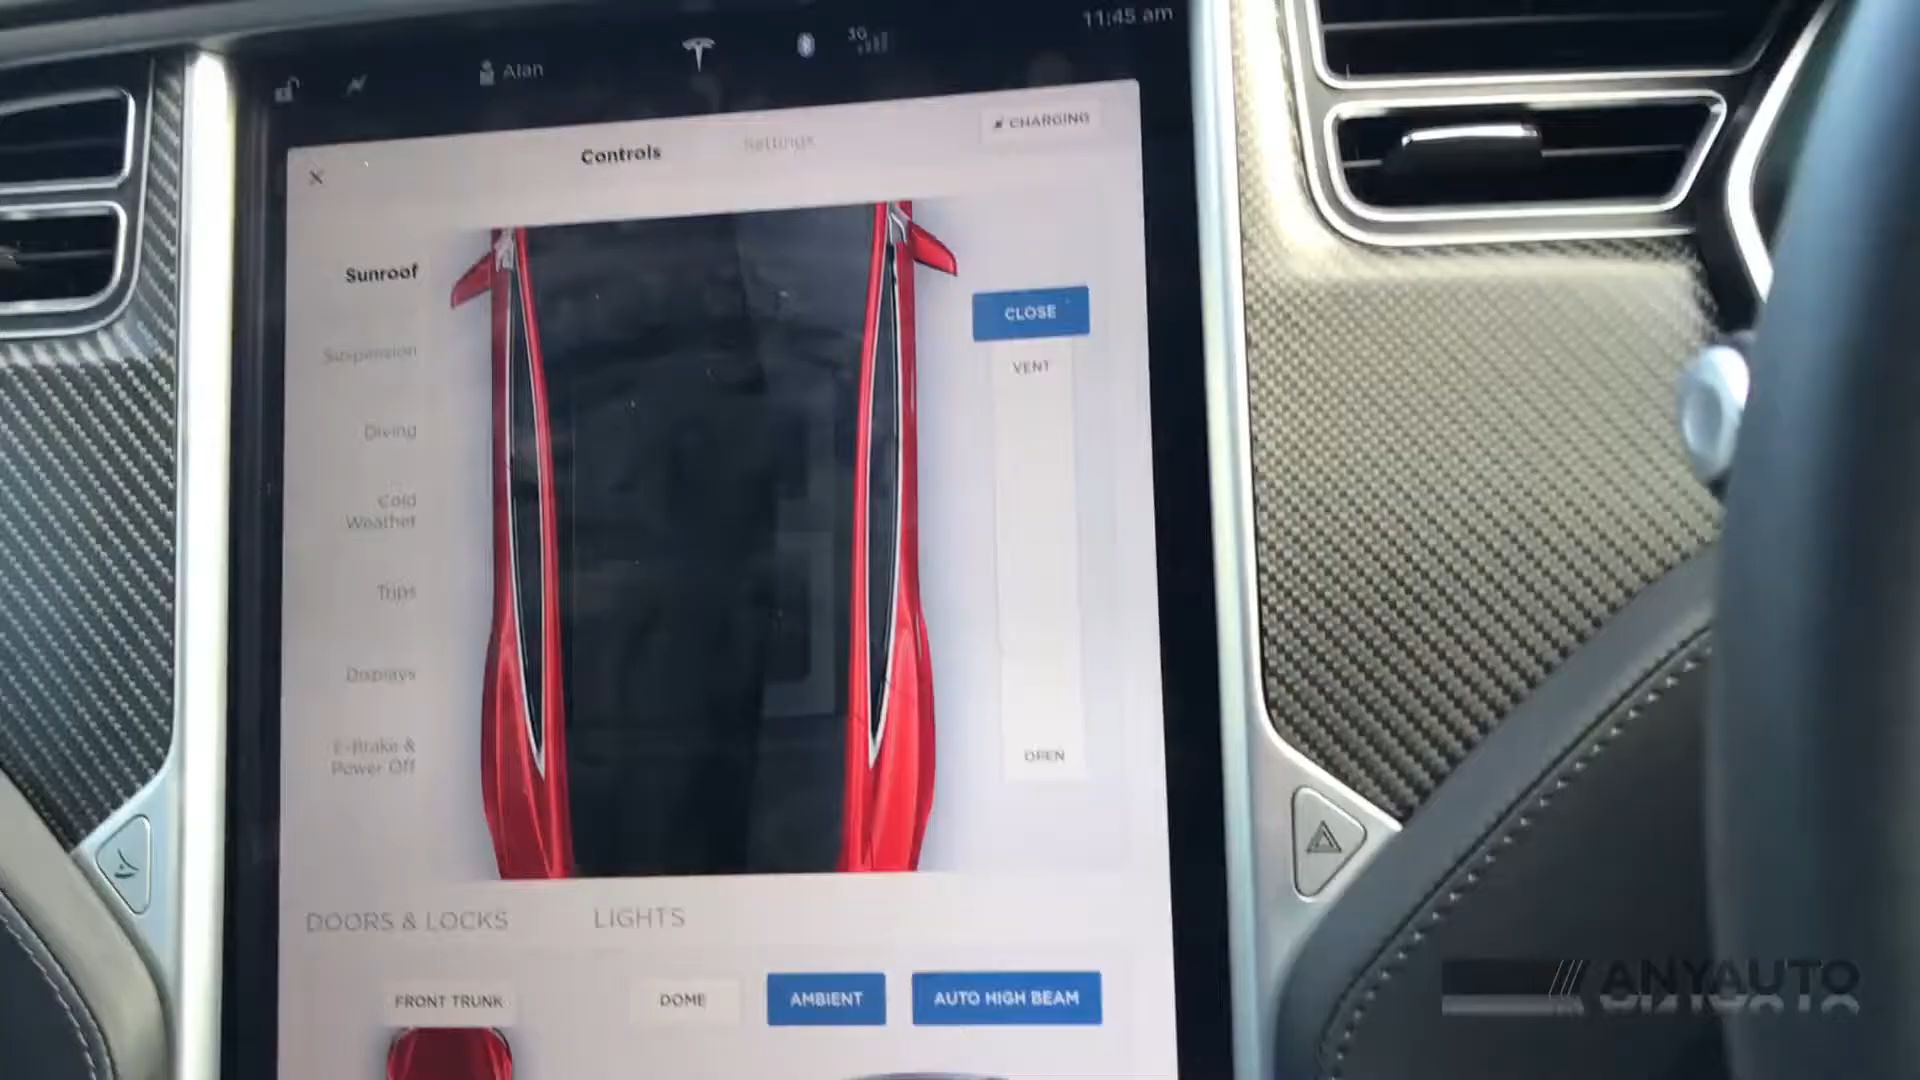 11:45 am
3G
Alan
CHARGING
Controls
Settings
Sunroof
CLOSE
Suspension
VENT
Driving
Cold
Weather
Trips
Displays
E-Brake &
Power Off
OPEN
DOORS & LOCKS
LIGHTS
FRONT TRUNK
DOME
AMBIENT
AUTO HIGH BEAM
ANYAUTO